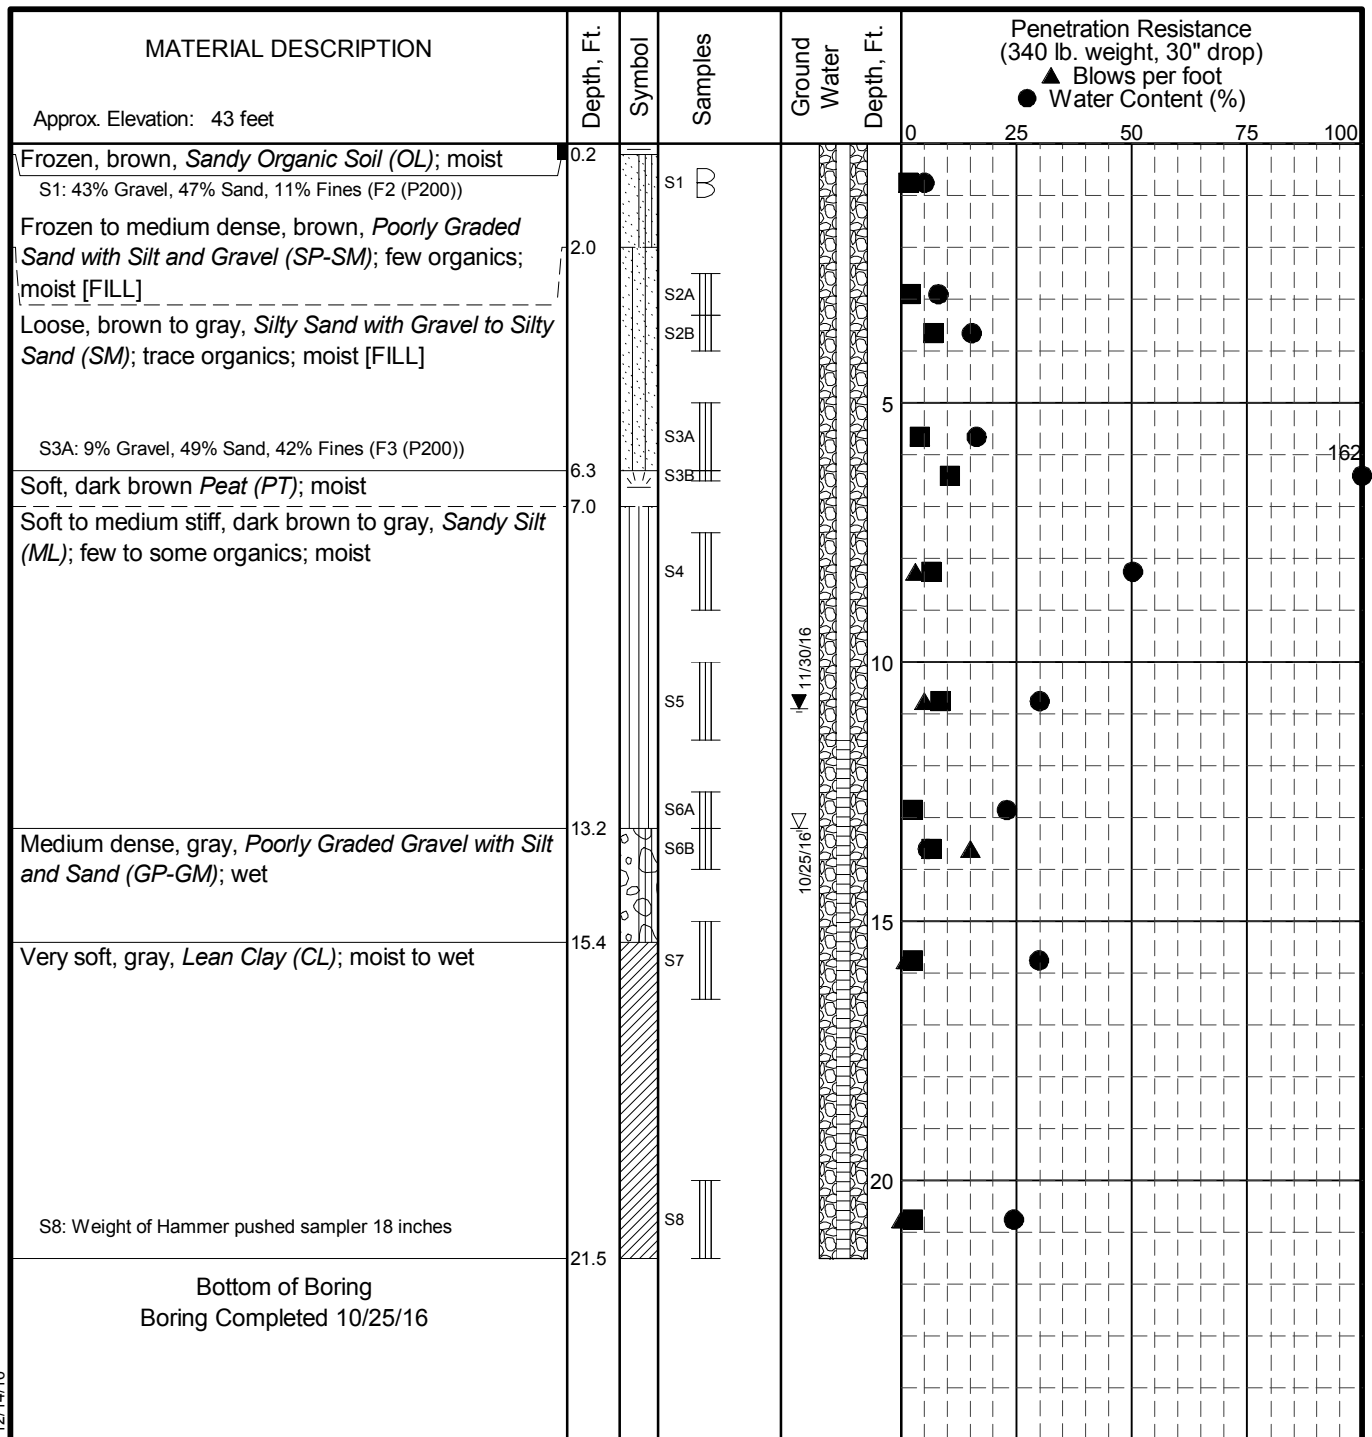 MATERIAL DESCRIPTION
Approx. Elevation: 43 feet
Depth, Ft.
Symbol
Samples
Ground
Water
Depth, Ft.
Penetration Resistance
(340 lb. weight, 30" drop)
▲ Blows per foot
● Water Content (%)
0 25 50 75 100
Frozen, brown, Sandy Organic Soil (OL); moist
0.2
S1: 43% Gravel, 47% Sand, 11% Fines (F2 (P200))
S1
Frozen to medium dense, brown, Poorly Graded
Sand with Silt and Gravel (SP-SM); few organics;
moist [FILL]
2.0
S2A
Loose, brown to gray, Silty Sand with Gravel to Silty
Sand (SM); trace organics; moist [FILL]
S2B
5
S3A: 9% Gravel, 49% Sand, 42% Fines (F3 (P200))
S3A
162
6.3
S3B
Soft, dark brown Peat (PT); moist
7.0
Soft to medium stiff, dark brown to gray, Sandy Silt
(ML); few to some organics; moist
S4
10
11/30/16
S5
S6A
13.2
10/25/16
Medium dense, gray, Poorly Graded Gravel with Silt
and Sand (GP-GM); wet
S6B
15
15.4
Very soft, gray, Lean Clay (CL); moist to wet
S7
20
S8: Weight of Hammer pushed sampler 18 inches
S8
21.5
Bottom of Boring
Boring Completed 10/25/16